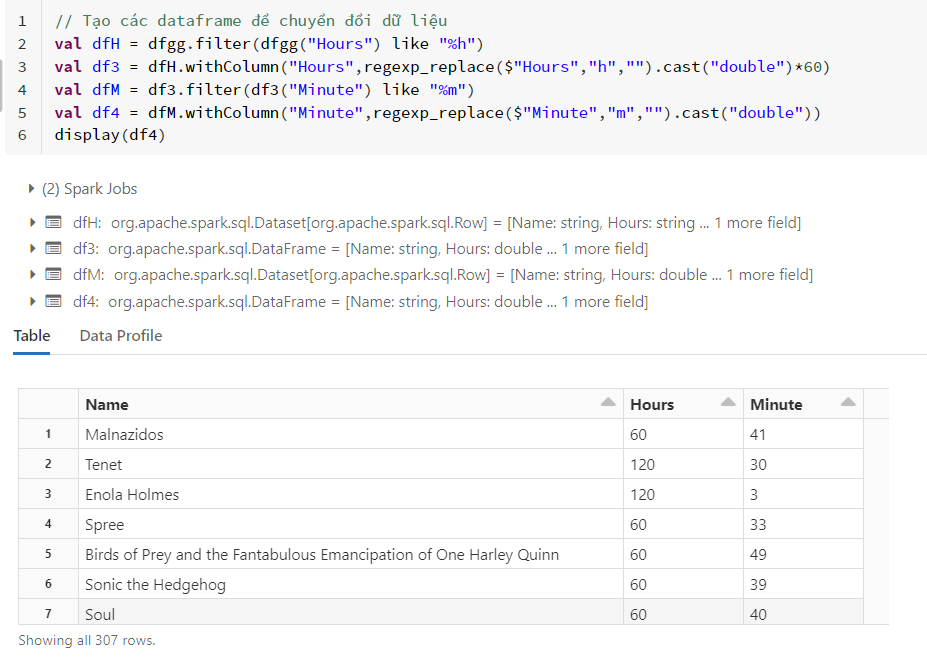 1 // Tạo các dataframe để chuyển đổi dữ liệu
2 val dfH = dfgg.filter(dfgg("Hours") like "%h")
3 val df3 = dfH.withColumn("Hours",regexp_replace($"Hours","h","").cast("double")*60)
4 val dfM = df3.filter(df3("Minute") like "%m")
5 val df4 = dfM.withColumn("Minute",regexp_replace($"Minute","m","").cast("double"))
6 display(df4)
(2) Spark Jobs
dfH: org.apache.spark.sql.Dataset[org.apache.spark.sql.Row] = [Name: string, Hours: string ... 1 more field]
df3: org.apache.spark.sql.DataFrame = [Name: string, Hours: double ... 1 more field]
dfM: org.apache.spark.sql.Dataset[org.apache.spark.sql.Row] = [Name: string, Hours: double ... 1 more field]
df4: org.apache.spark.sql.DataFrame = [Name: string, Hours: double ... 1 more field]
Table Data Profile
Name Hours Minute
1 Malnazidos 60 41
2 Tenet 120 30
3 Enola Holmes 120 3
4 Spree 60 33
5 Birds of Prey and the Fantabulous Emancipation of One Harley Quinn 60 49
6 Sonic the Hedgehog 60 39
7 Soul 60 40
Showing all 307 rows.